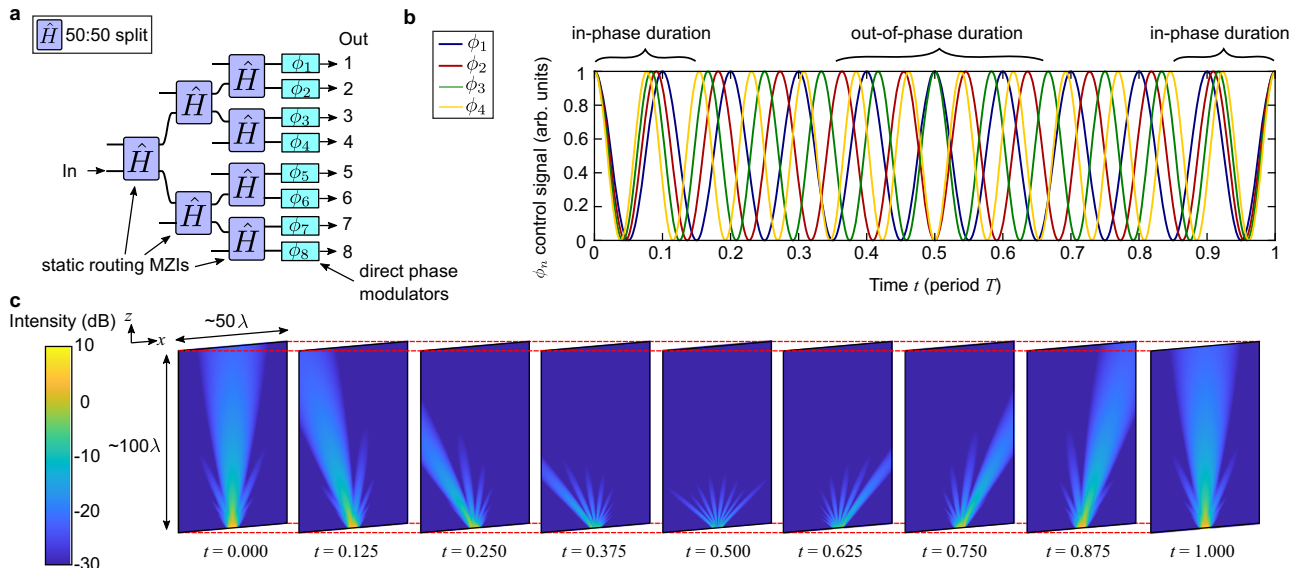 a
Ĥ 50:50 split
Out
Ĥ ϕ1 1
ϕ2 2
Ĥ
Ĥ ϕ3 3
ϕ4 4
In Ĥ
Ĥ ϕ5 5
ϕ6 6
Ĥ
Ĥ ϕ7 7
ϕ8 8
static routing MZIs
direct phase
modulators
b
ϕ1
ϕ2
ϕ3
ϕ4
in-phase duration out-of-phase duration in-phase duration
ϕn control signal (arb. units)
1
0.8
0.6
0.4
0.2
0
0 0.1 0.2 0.3 0.4 0.5 0.6 0.7 0.8 0.9 1
Time t (period T)
c
Intensity (dB)
10
0
-10
-20
-30
z
x
~50λ
~100λ
t = 0.000 t = 0.125 t = 0.250 t = 0.375 t = 0.500 t = 0.625 t = 0.750 t = 0.875 t = 1.000